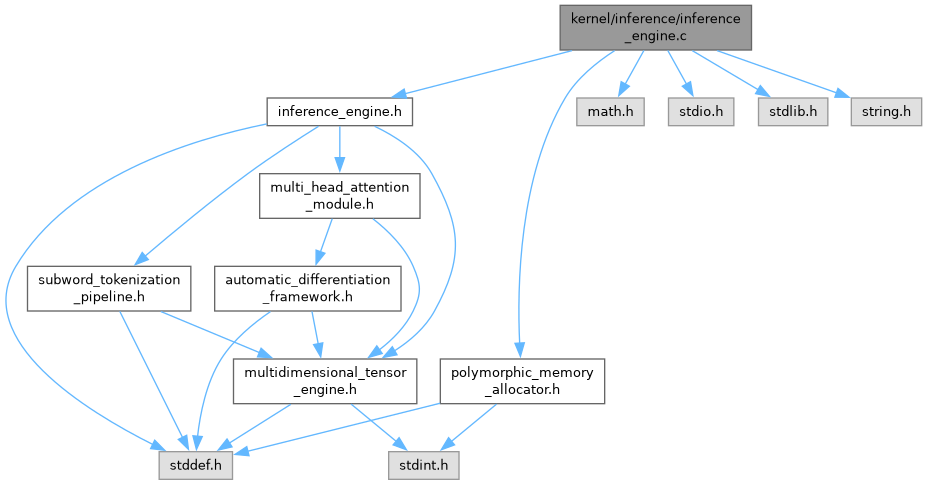 kernel/inference/inference
_engine.c
inference_engine.h
math.h
stdio.h
stdlib.h
string.h
multi_head_attention
_module.h
subword_tokenization
_pipeline.h
automatic_differentiation
_framework.h
multidimensional_tensor
_engine.h
polymorphic_memory
_allocator.h
stddef.h
stdint.h